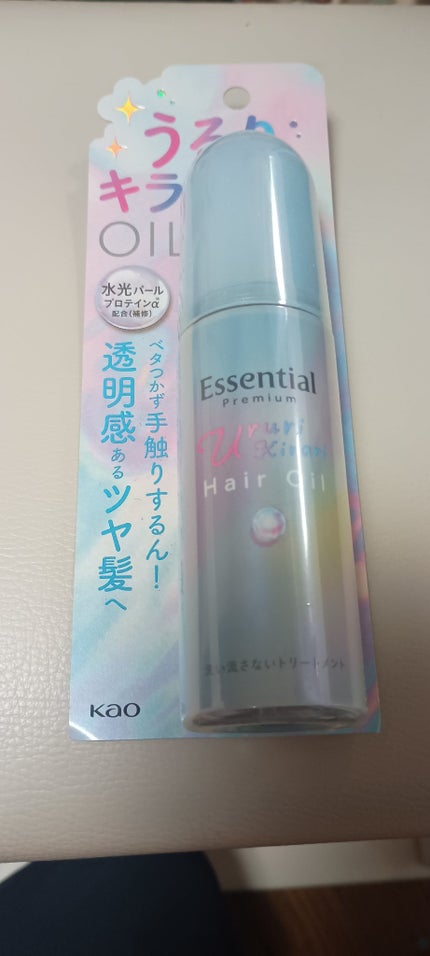 うるん
キラ
OIL
水光パール
プロテインα*
配合(補修)
ベタつかず手触りするん!
透明感あるツヤ髪へ
Essential
Premium
Ururi
Kirari
Hair Oil
洗い流さないトリートメント
Kao